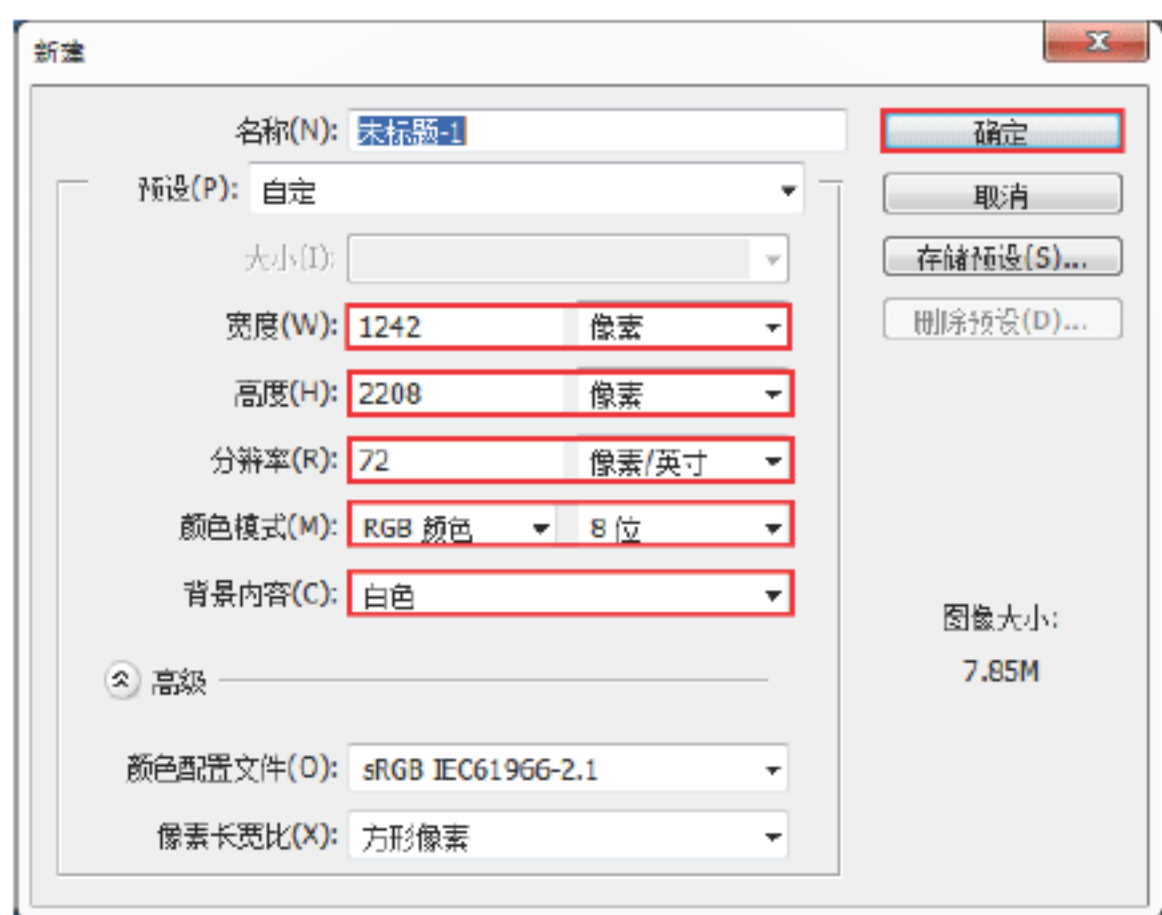 新建
名称(N): 未标题-1
确定
预设(P): 自定
取消
大小(I):
存储预设(S)...
宽度(W): 1242 像素
删除预设(D)...
高度(H): 2208 像素
分辨率(R): 72 像素/英寸
颜色模式(M): RGB 颜色 8 位
背景内容(C): 白色
图像大小:
高级
7.85M
颜色配置文件(O): sRGB IEC61966-2.1
像素长宽比(X): 方形像素